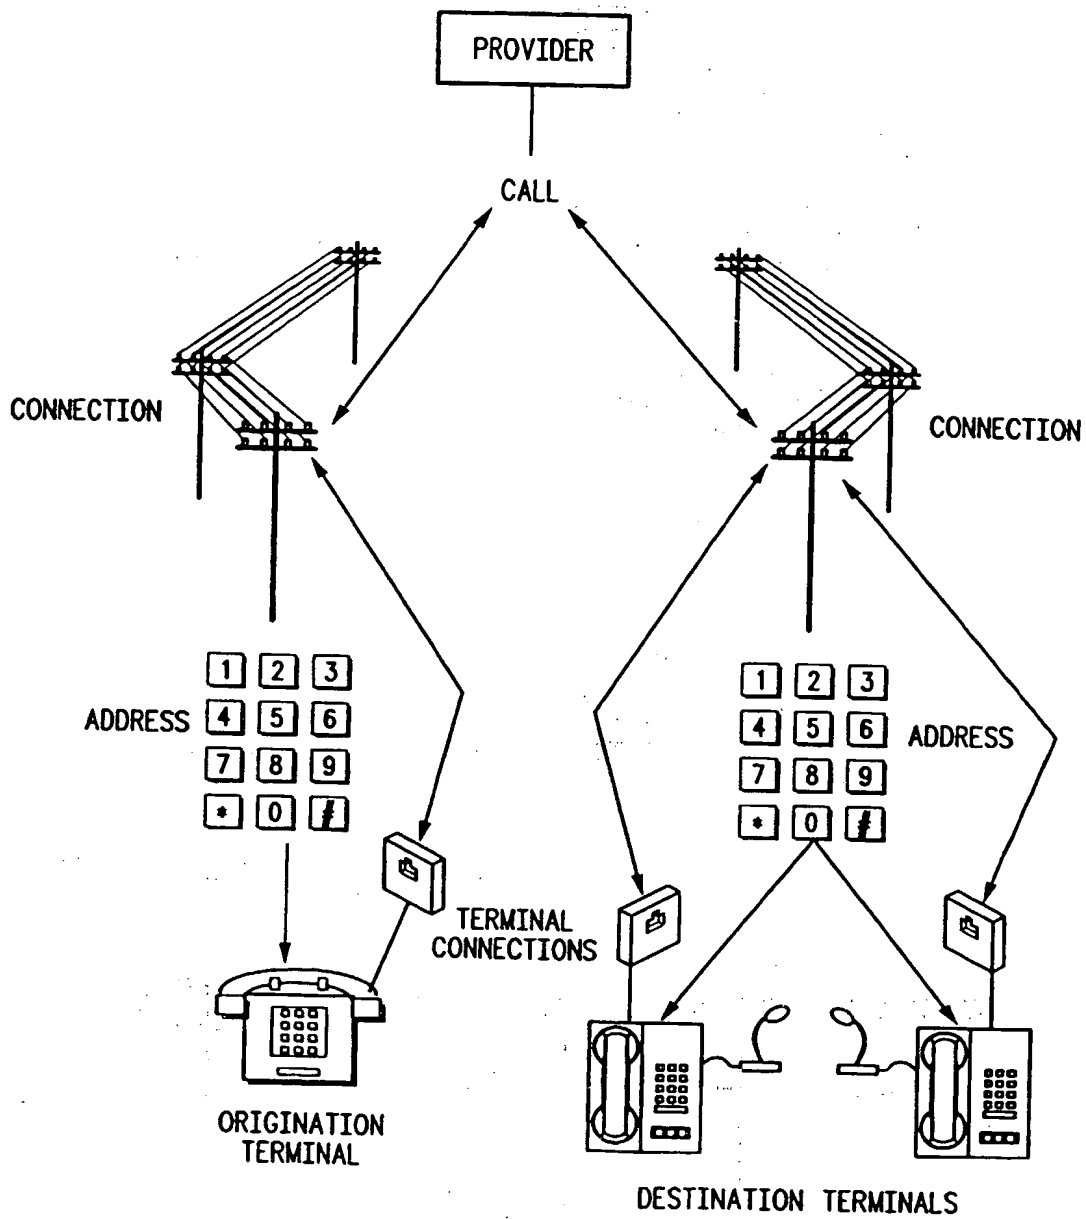 PROVIDER
CALL
CONNECTION
CONNECTION
1 2 3
4 5 6
7 8 9
* 0 #
ADDRESS
1 2 3
4 5 6
7 8 9
* 0 #
ADDRESS
TERMINAL
CONNECTIONS
ORIGINATION
TERMINAL
DESTINATION TERMINALS